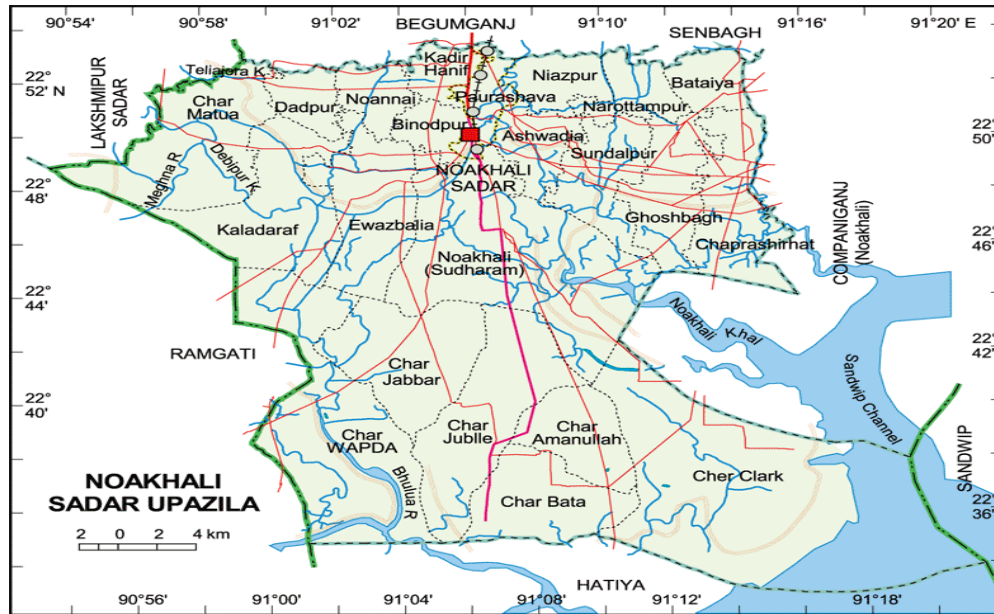 90°54'
90°58'
91°02'
BEGUMGANJ
91°10'
91°16'
91°20' E
SENBAGH
22°
52' N
LAKSHMIPUR
SADAR
Teliajora K
Kadir
Hanif
Niazpur
Bataiya
Char
Matua
Dadpur
Noannai
Paurashava
Narottampur
Binodpur
Ashwadia
22°
50'
Sundalpur
Meghna R
Debipur K
NOAKHALI
SADAR
22°
48'
Kaladaraf
Ewazbalia
Ghoshbagh
Chaprashirhat
COMPANIGANJ
(Noakhali)
22°
46'
Noakhali
(Sudharam)
22°
44'
Noakhali Khal
RAMGATI
Char
Jabbar
Sandwip Channel
22°
42'
22°
40'
Char
WAPDA
Char
Jublle
Char
Amanullah
Bhulua R
Char Bata
Cher Clark
SANDWIP
22°
36'
NOAKHALI
SADAR UPAZILA
2 0 2 4 km
HATIYA
90°56'
91°00'
91°04'
91°08'
91°12'
91°18'